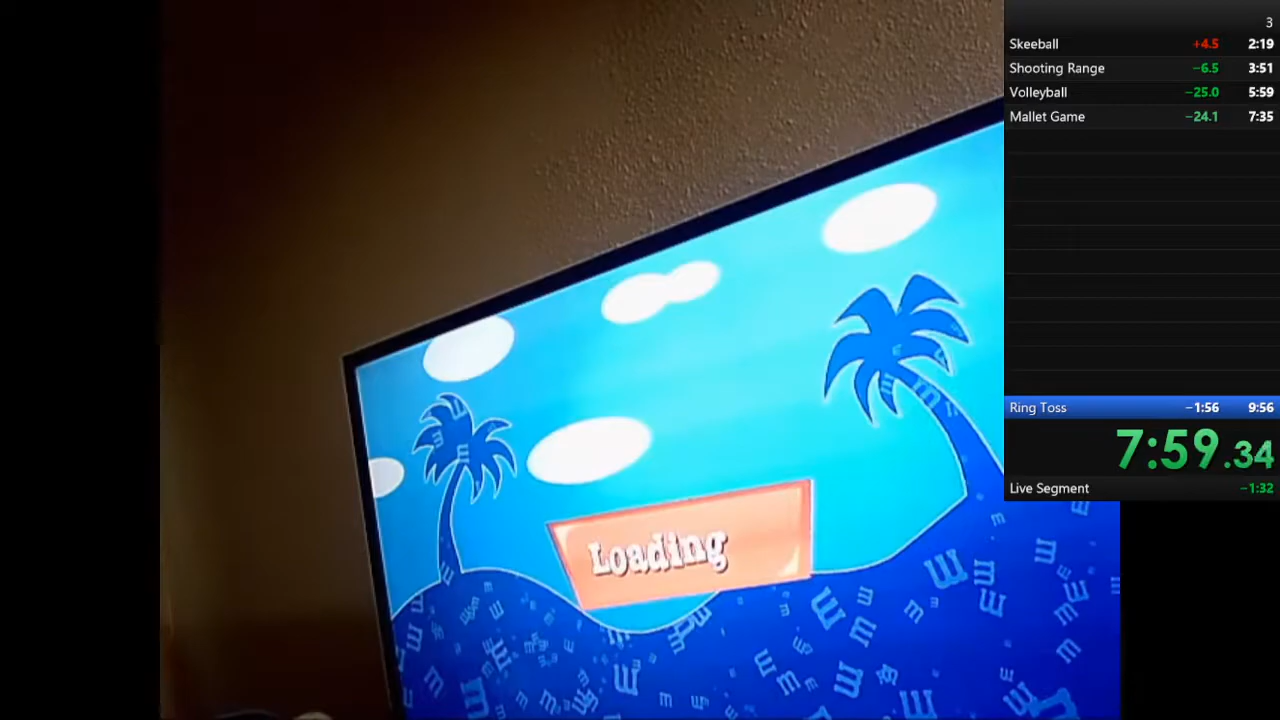 3
Skeeball +4.5 2:19
Shooting Range −6.5 3:51
Volleyball −25.0 5:59
Mallet Game −24.1 7:35
Loading
Ring Toss −1:56 9:56
7:59.34
Live Segment −1:32